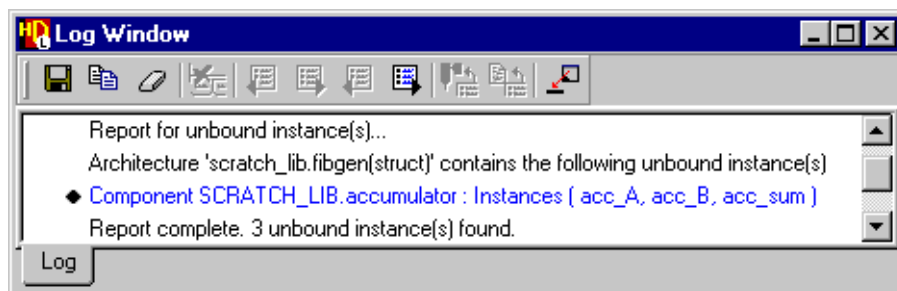 HDL Log Window
Report for unbound instance(s)...
Architecture 'scratch_lib.fibgen(struct)' contains the following unbound instance(s)
Component SCRATCH_LIB.accumulator : Instances ( acc_A, acc_B, acc_sum )
Report complete. 3 unbound instance(s) found.
Log